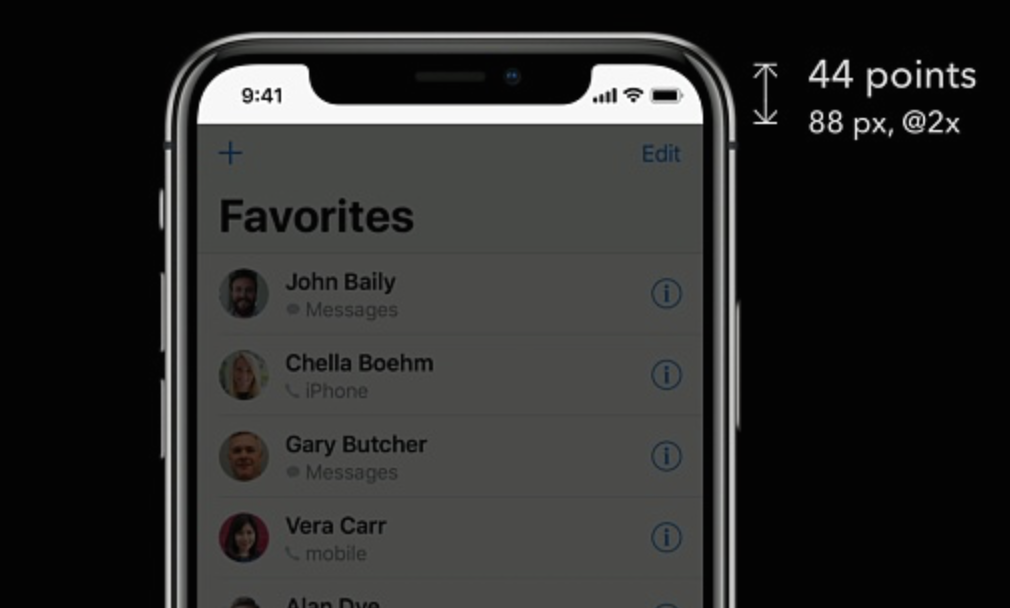 9:41
44 points
88 px, @2x
Edit
Favorites
John Baily
Messages
Chella Boehm
iPhone
Gary Butcher
Messages
Vera Carr
mobile
Alan Dye